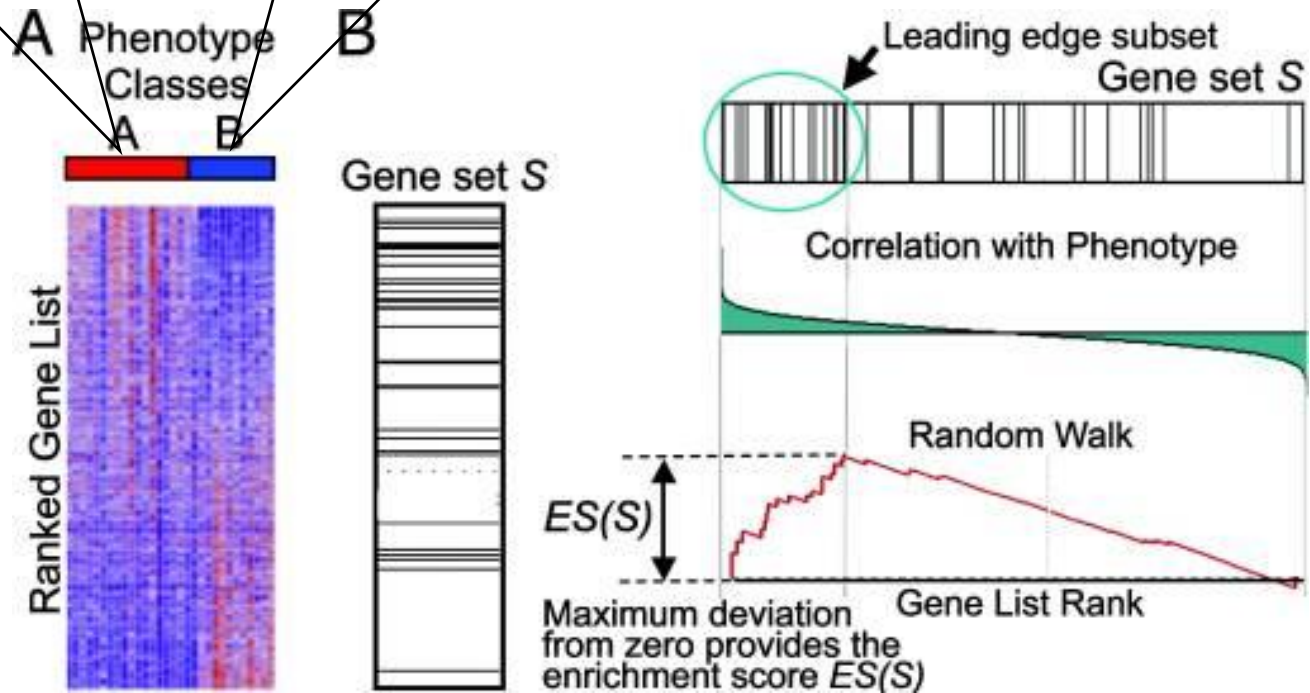 A
Phenotype
Classes
A B
Ranked Gene List
B
Gene set S
Leading edge subset
Gene set S
Correlation with Phenotype
Random Walk
ES(S)
Gene List Rank
Maximum deviation
from zero provides the
enrichment score ES(S)